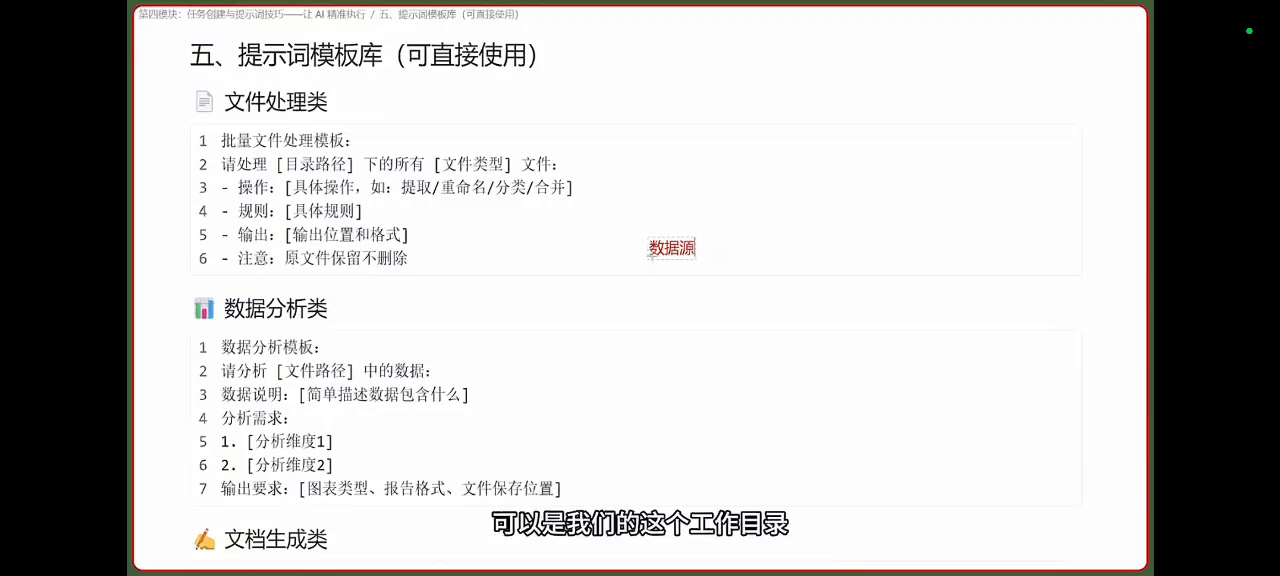 第四模块：任务创建与提示词技巧——让 AI 精准执行 / 五、提示词模板库（可直接使用）
五、提示词模板库（可直接使用）
文件处理类
1 批量文件处理模板：
2 请处理 [目录路径] 下的所有 [文件类型] 文件：
3 - 操作：[具体操作，如：提取/重命名/分类/合并]
4 - 规则：[具体规则]
5 - 输出：[输出位置和格式]
数据源
6 - 注意：原文件保留不删除
数据分析类
1 数据分析模板：
2 请分析 [文件路径] 中的数据：
3 数据说明：[简单描述数据包含什么]
4 分析需求：
5 1. [分析维度1]
6 2. [分析维度2]
7 输出要求：[图表类型、报告格式、文件保存位置]
可以是我们的这个工作目录
文档生成类